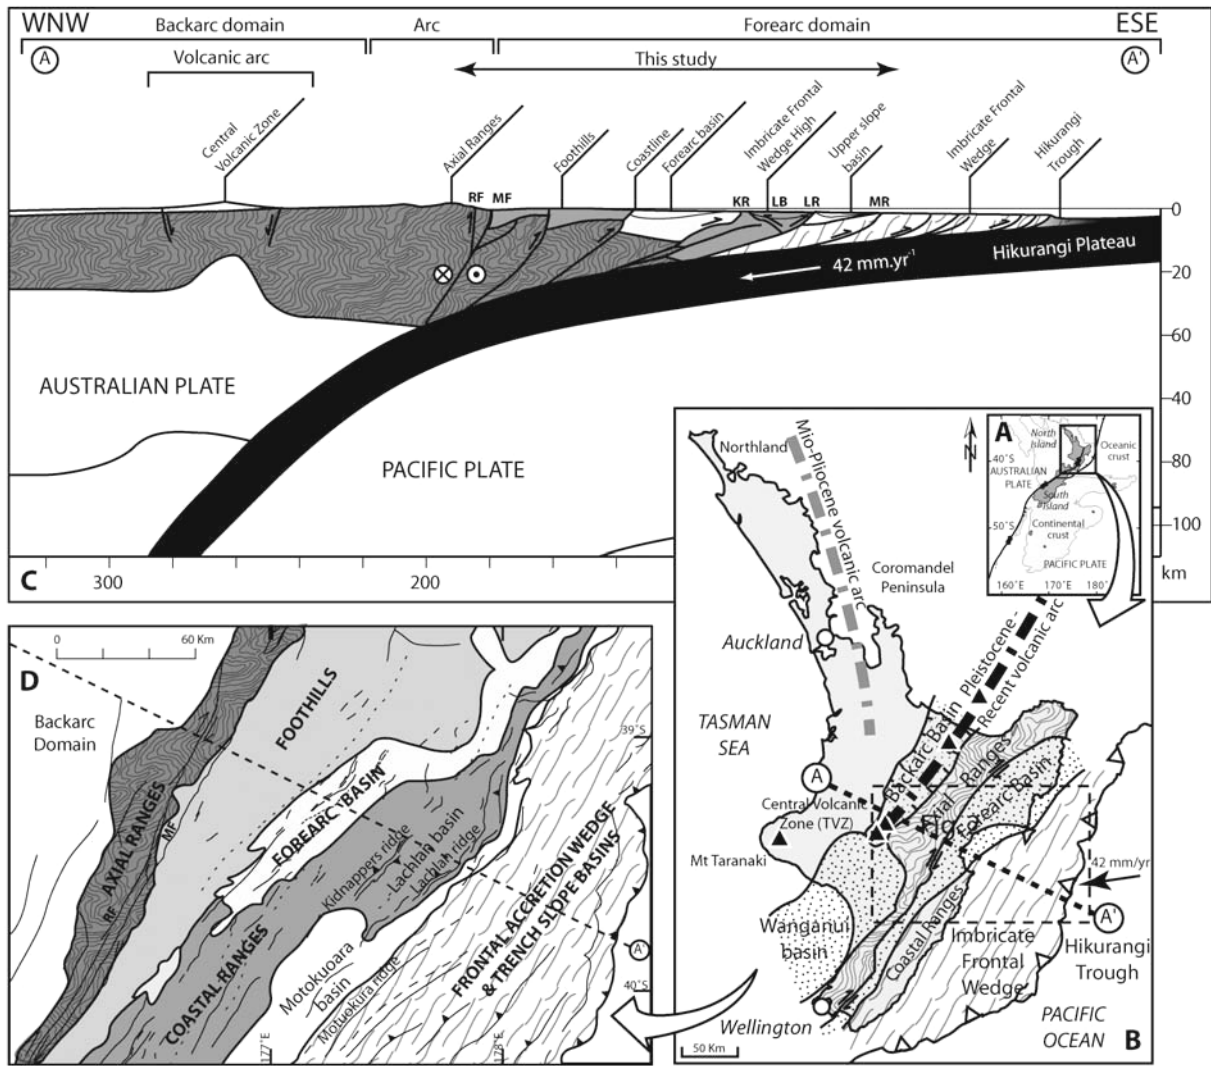 WNW
Backarc domain
Arc
Forearc domain
ESE
A
Volcanic arc
This study
A'
Central
Volcanic Zone
Axial Ranges
Foothills
Coastline
Forearc basin
Imbricate Frontal
Wedge High
Upper slope
basin
Imbricate Frontal
Wedge
Hikurangi
Trough
RF
MF
KR
LB
LR
MR
0
20
60
40
80
100
km
Hikurangi Plateau
42 mm.yr-1
AUSTRALIAN PLATE
PACIFIC PLATE
C
300
200
A
North
Island
Oceanic
crust
40°S
AUSTRALIAN
PLATE
South
Island
50°S
Continental
crust
PACIFIC PLATE
160°E
170°E
180°
N
Northland
Mio-Pliocene volcanic arc
Coromandel
Peninsula
Auckland
Pleistocene -
Recent volcanic arc
TASMAN
SEA
Backarc Basin
A
Central Volcanic
Zone (TVZ)
Axial Ranges
Arc
Forearc Basin
Mt Taranaki
42 mm/yr
A'
Wanganui
basin
Coastal Ranges
Imbricate
Frontal
Wedge
Hikurangi
Trough
Wellington
PACIFIC
OCEAN
50 Km
B
0
60 Km
D
Backarc
Domain
FOOTHILLS
39°S
AXIAL RANGES
MF
RF
FOREARC BASIN
Kidnappers ridge
Lachlan basin
Lachlan ridge
FRONTAL ACCRETION WEDGE
& TRENCH SLOPE BASINS
COASTAL RANGES
Motokuoara
basin
Motuokura ridge
A'
40°S
177°E
178°E